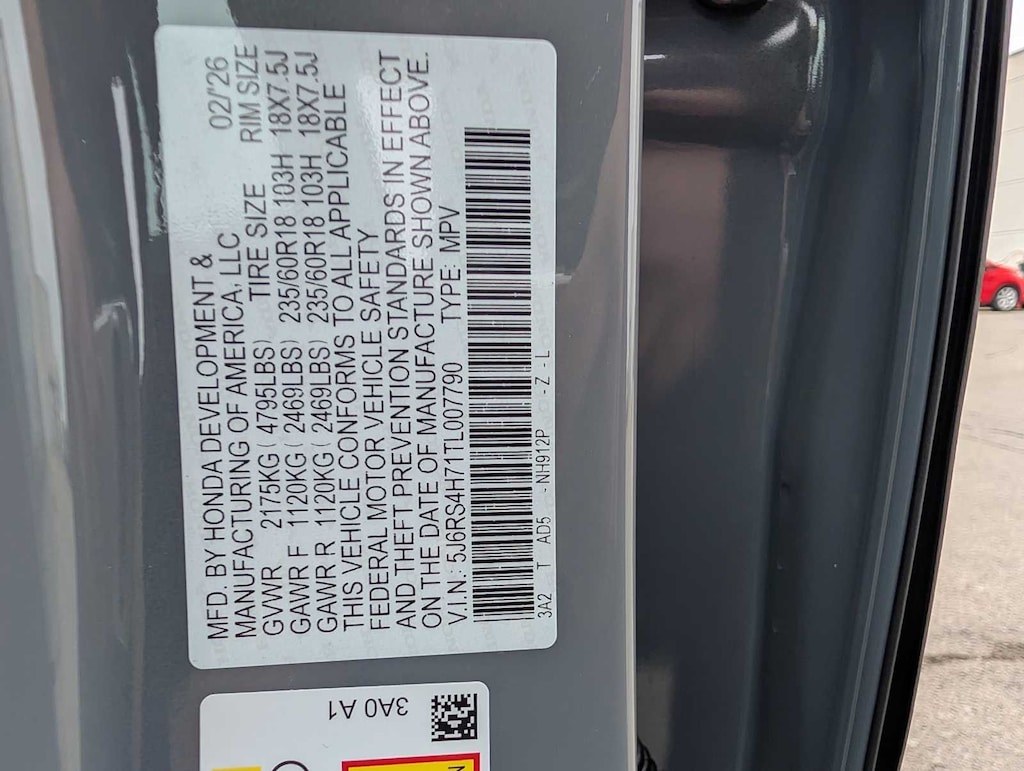 MFD. BY HONDA DEVELOPMENT &
MANUFACTURING OF AMERICA, LLC 02/'26
GVWR 2175KG ( 4795LBS) TIRE SIZE RIM SIZE
GAWR F 1120KG ( 2469LBS) 235/60R18 103H 18X7.5J
GAWR R 1120KG ( 2469LBS) 235/60R18 103H 18X7.5J
THIS VEHICLE CONFORMS TO ALL APPLICABLE
FEDERAL MOTOR VEHICLE SAFETY
AND THEFT PREVENTION STANDARDS IN EFFECT
ON THE DATE OF MANUFACTURE SHOWN ABOVE.
V.I.N: 5J6RS4H71TL007790 TYPE: MPV
3A2 T AD5 -NH912P -Z -L
3A0 A1